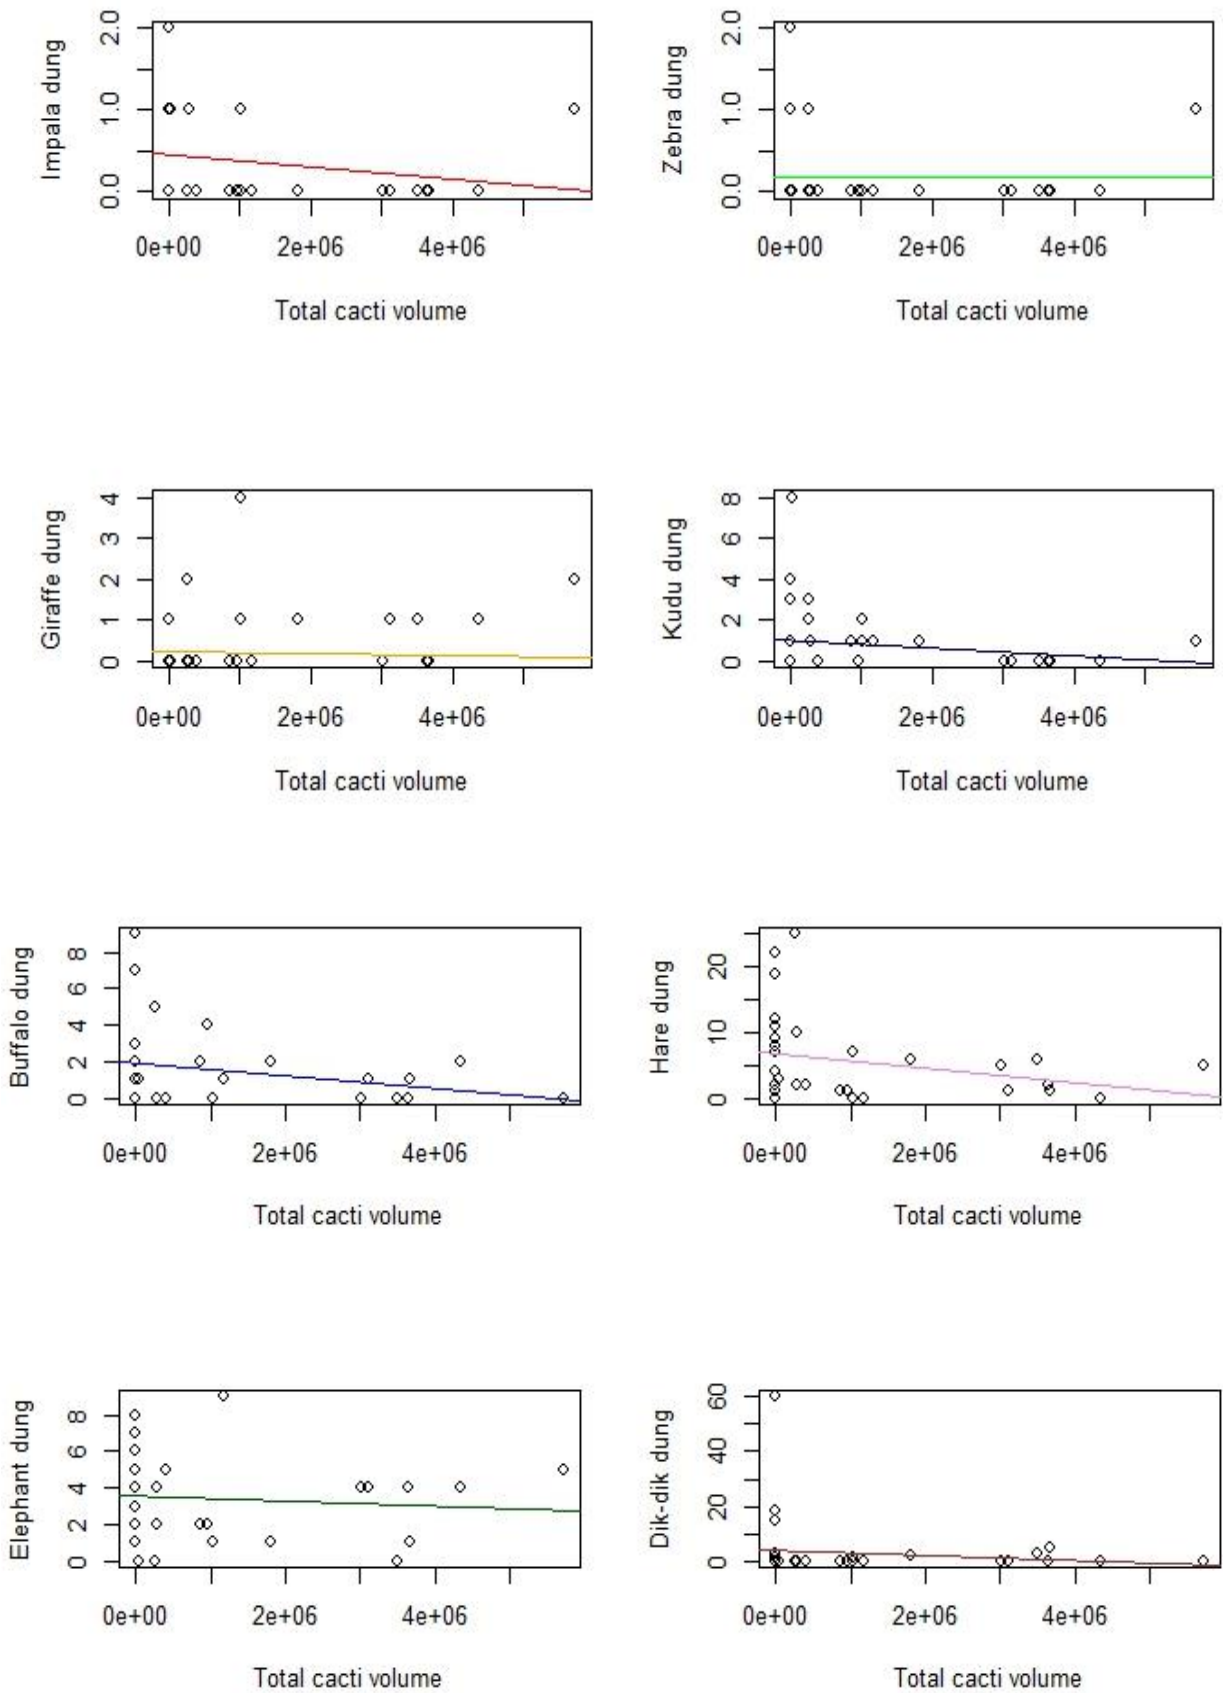 Impala dung
0.0 1.0 2.0
0e+00 2e+06 4e+06
Total cacti volume
Zebra dung
0.0 1.0 2.0
0e+00 2e+06 4e+06
Total cacti volume
Giraffe dung
0 1 2 3 4
0e+00 2e+06 4e+06
Total cacti volume
Kudu dung
0 2 4 6 8
0e+00 2e+06 4e+06
Total cacti volume
Buffalo dung
0 2 4 6 8
0e+00 2e+06 4e+06
Total cacti volume
Hare dung
0 10 20
0e+00 2e+06 4e+06
Total cacti volume
Elephant dung
0 2 4 6 8
0e+00 2e+06 4e+06
Total cacti volume
Dik-dik dung
0 20 40 60
0e+00 2e+06 4e+06
Total cacti volume